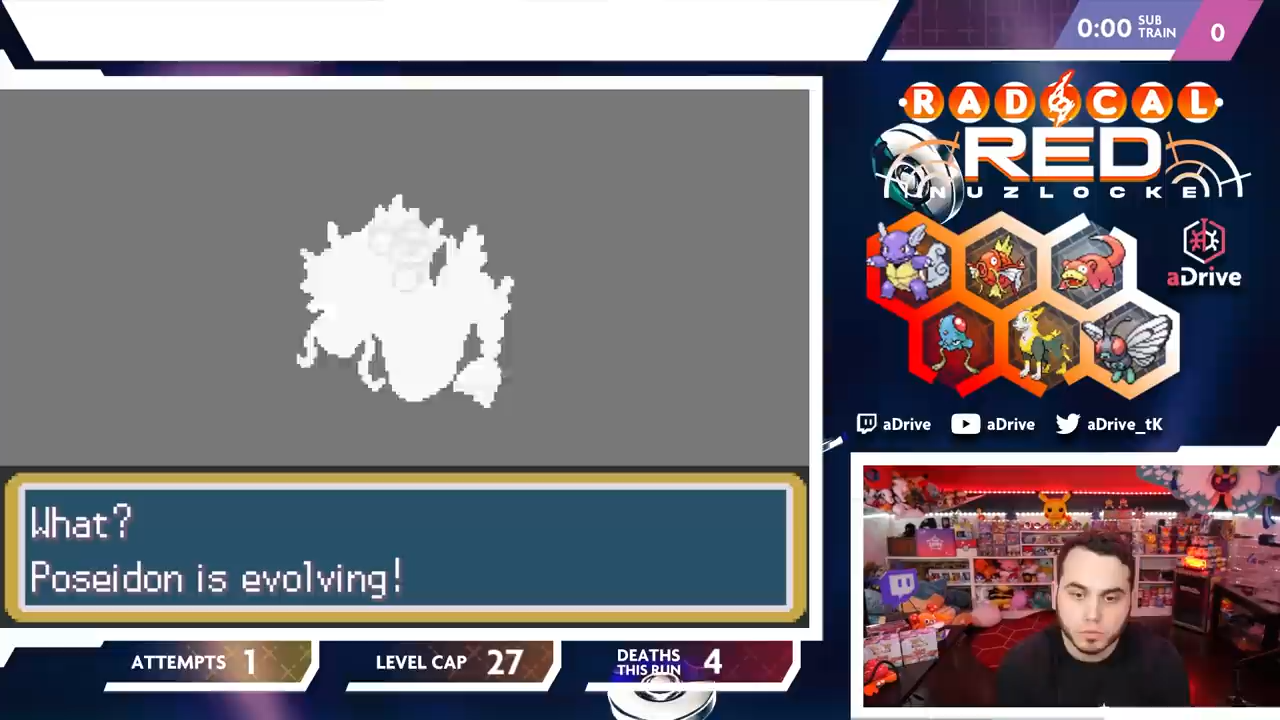 0:00 SUB TRAIN 0
RADICAL
RED
NUZLOCKE
aDrive
aDrive aDrive aDrive_tK
What?
Poseidon is evolving!
ATTEMPTS 1 LEVEL CAP 27 DEATHS THIS RUN 4